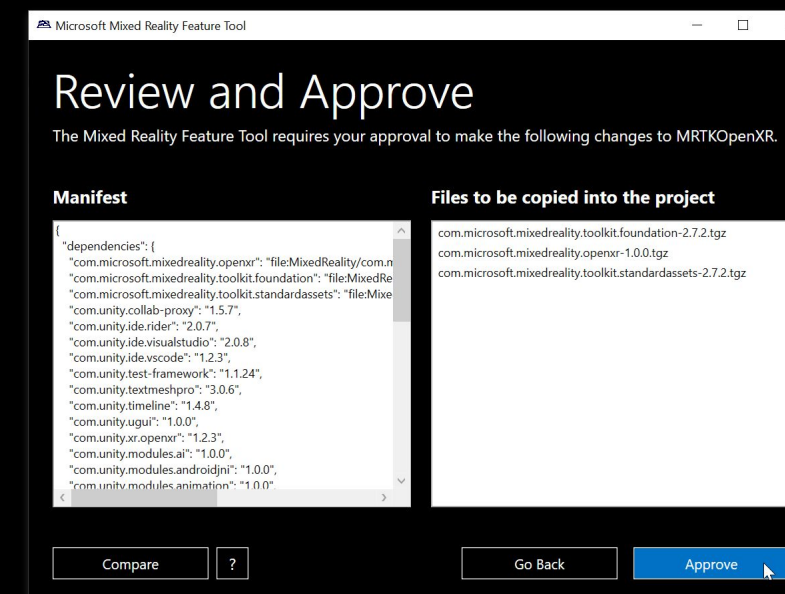 Microsoft Mixed Reality Feature Tool
Review and Approve
The Mixed Reality Feature Tool requires your approval to make the following changes to MRTKOpenXR.
Manifest
{
"dependencies": {
"com.microsoft.mixedreality.openxr": "file:MixedReality/com.m
"com.microsoft.mixedreality.toolkit.foundation": "file:MixedRe
"com.microsoft.mixedreality.toolkit.standardassets": "file:Mixe
"com.unity.collab-proxy": "1.5.7",
"com.unity.ide.rider": "2.0.7",
"com.unity.ide.visualstudio": "2.0.8",
"com.unity.ide.vscode": "1.2.3",
"com.unity.test-framework": "1.1.24",
"com.unity.textmeshpro": "3.0.6",
"com.unity.timeline": "1.4.8",
"com.unity.ugui": "1.0.0",
"com.unity.xr.openxr": "1.2.3",
"com.unity.modules.ai": "1.0.0",
"com.unity.modules.androidjni": "1.0.0",
"com.unity.modules.animation": "1.0.0",
Files to be copied into the project
com.microsoft.mixedreality.toolkit.foundation-2.7.2.tgz
com.microsoft.mixedreality.openxr-1.0.0.tgz
com.microsoft.mixedreality.toolkit.standardassets-2.7.2.tgz
Compare
?
Go Back
Approve